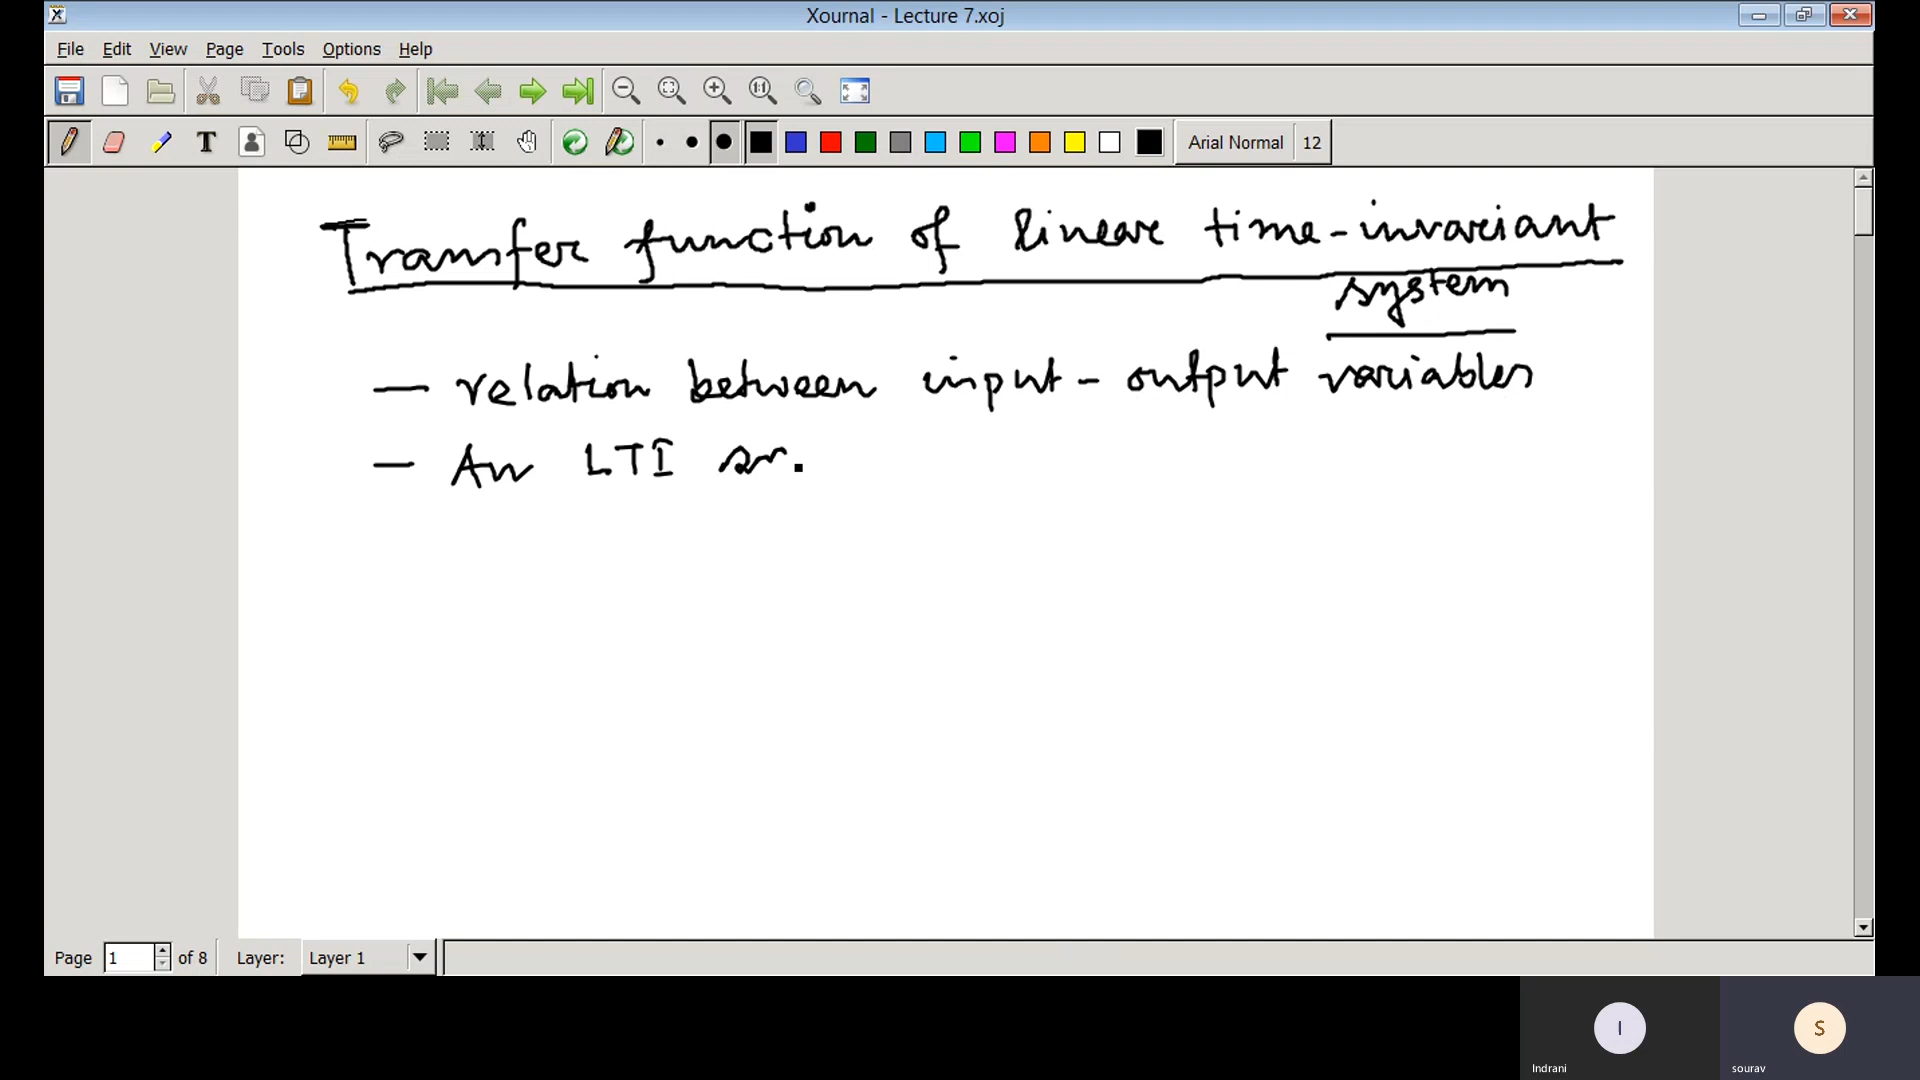 Xournal - Lecture 7.xoj
File Edit View Page Tools Options Help
Arial Normal 12
Transfer function of linear time-invariant
system
— relation between input - output variables
— An LTI
Page 1 of 8 Layer: Layer 1
I S
Indrani sourav